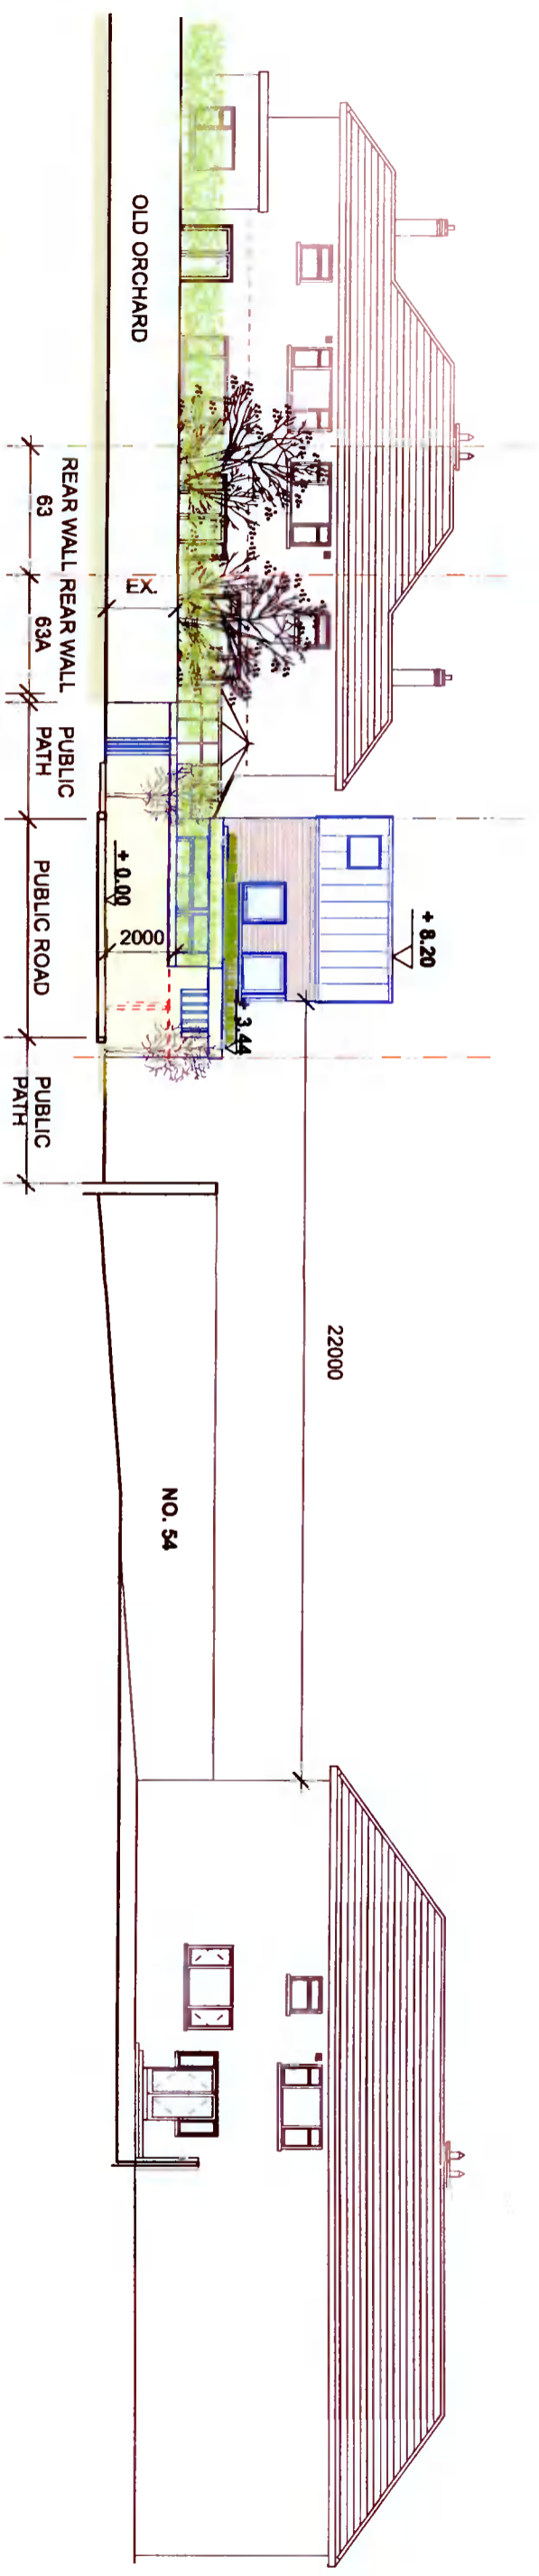 OLD ORCHARD
REAR WALL
63
REAR WALL
63A
EX.
PUBLIC
PATH
PUBLIC ROAD
PUBLIC
PATH
+ 0.00
2000
+ 8.20
+ 3.44
22000
NO. 54